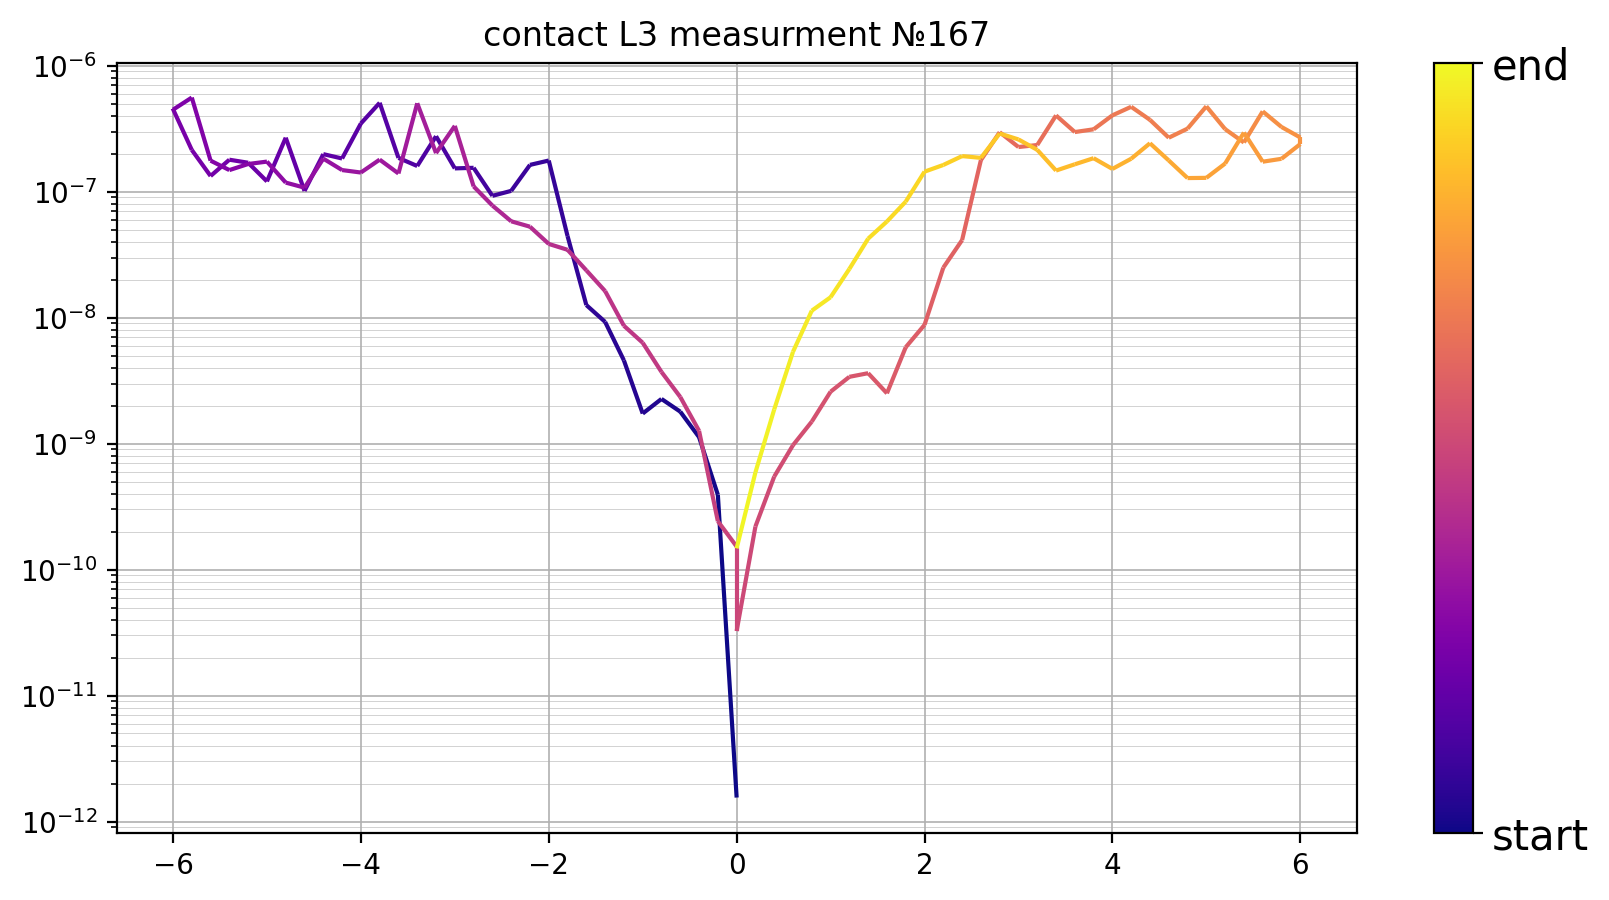 contact L3 measurment №167
10⁻⁶
10⁻⁷
10⁻⁸
10⁻⁹
10⁻¹⁰
10⁻¹¹
10⁻¹²
−6 −4 −2 0 2 4 6
end
start